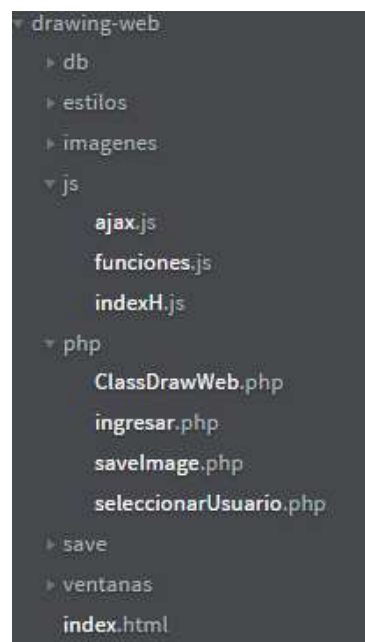 drawing-web
db
estilos
imagenes
js
ajax.js
funciones.js
indexH.js
php
ClassDrawWeb.php
ingresar.php
saveImage.php
seleccionarUsuario.php
save
ventanas
index.html